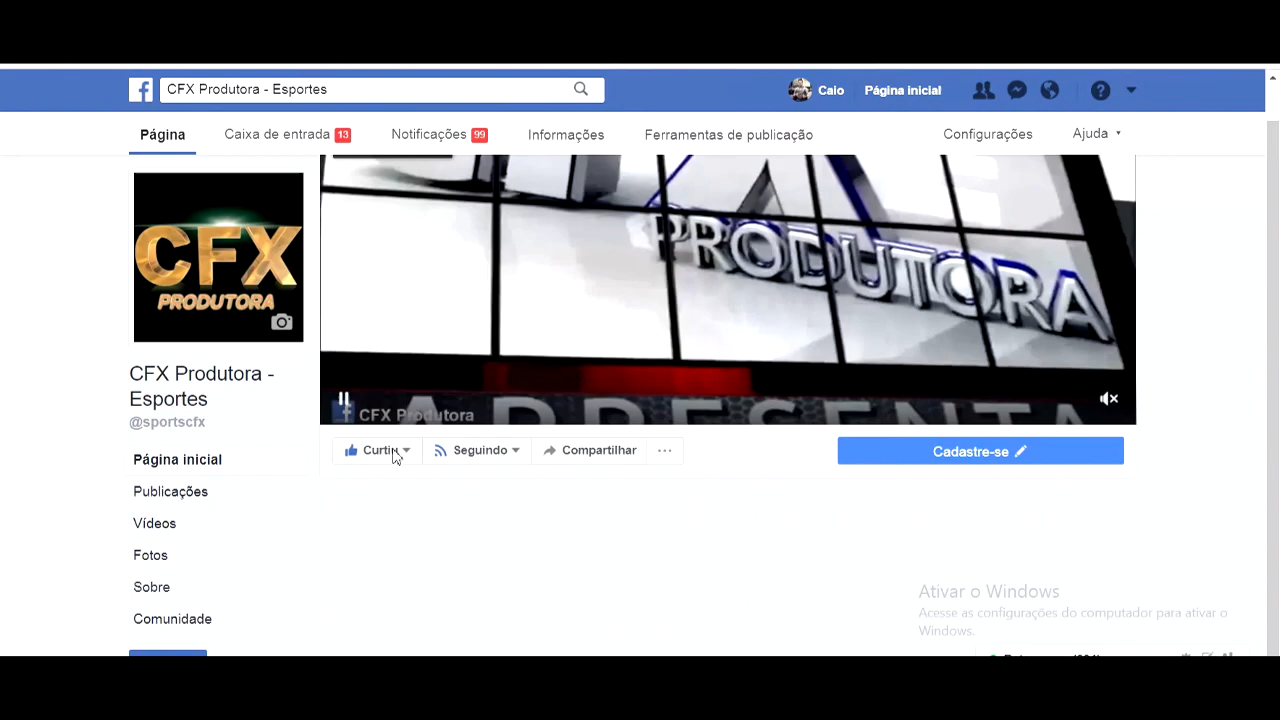 CFX Produtora - Esportes
Caio
Página inicial
Página
Caixa de entrada 13
Notificações 99
Informações
Ferramentas de publicação
Configurações
Ajuda
CFX
PRODUTORA
PRODUTORA
CFX Produtora
APRESENTA
CFX Produtora -
Esportes
@sportscfx
Curtiu
Seguindo
Compartilhar
Cadastre-se
Página inicial
Publicações
Vídeos
Fotos
Sobre
Comunidade
Ativar o Windows
Acesse as configurações do computador para ativar o
Windows.